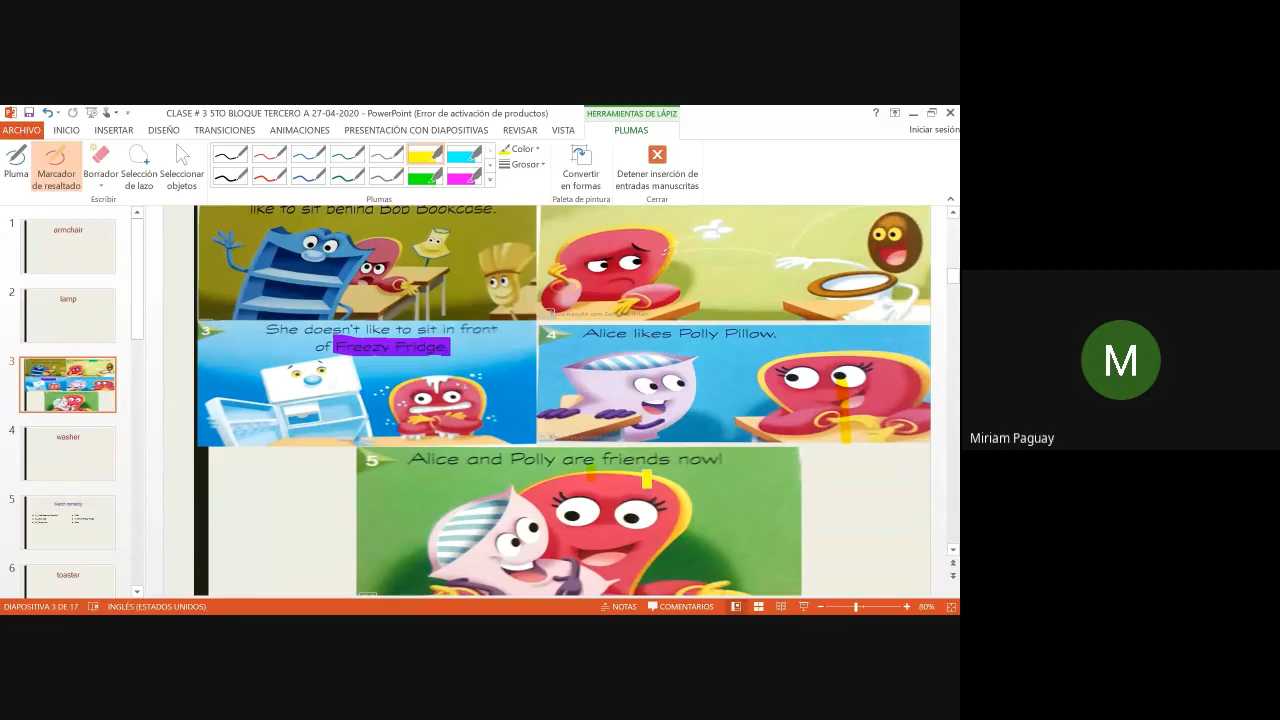 CLASE # 3 5TO BLOQUE TERCERO A 27-04-2020 - PowerPoint (Error de activación de productos)
HERRAMIENTAS DE LÁPIZ
?
ARCHIVO INICIO INSERTAR DISEÑO TRANSICIONES ANIMACIONES PRESENTACIÓN CON DIAPOSITIVAS REVISAR VISTA PLUMAS
Iniciar sesión
Pluma
Marcador de resaltado
Borrador
Selección de lazo
Seleccionar objetos
Escribir
Plumas
Color
Grosor
Convertir en formas
Paleta de pintura
Detener inserción de entradas manuscritas
Cerrar
1 armchair
2 lamp
3
4 washer
5
6 toaster
like to sit behind Bob Bookcase.
3 She doesn't like to sit in front
of Freezy Fridge.
4 Alice likes Polly Pillow.
5 Alice and Polly are friends now!
M
Miriam Paguay
DIAPOSITIVA 3 DE 17 INGLÉS (ESTADOS UNIDOS) NOTAS COMENTARIOS 80%